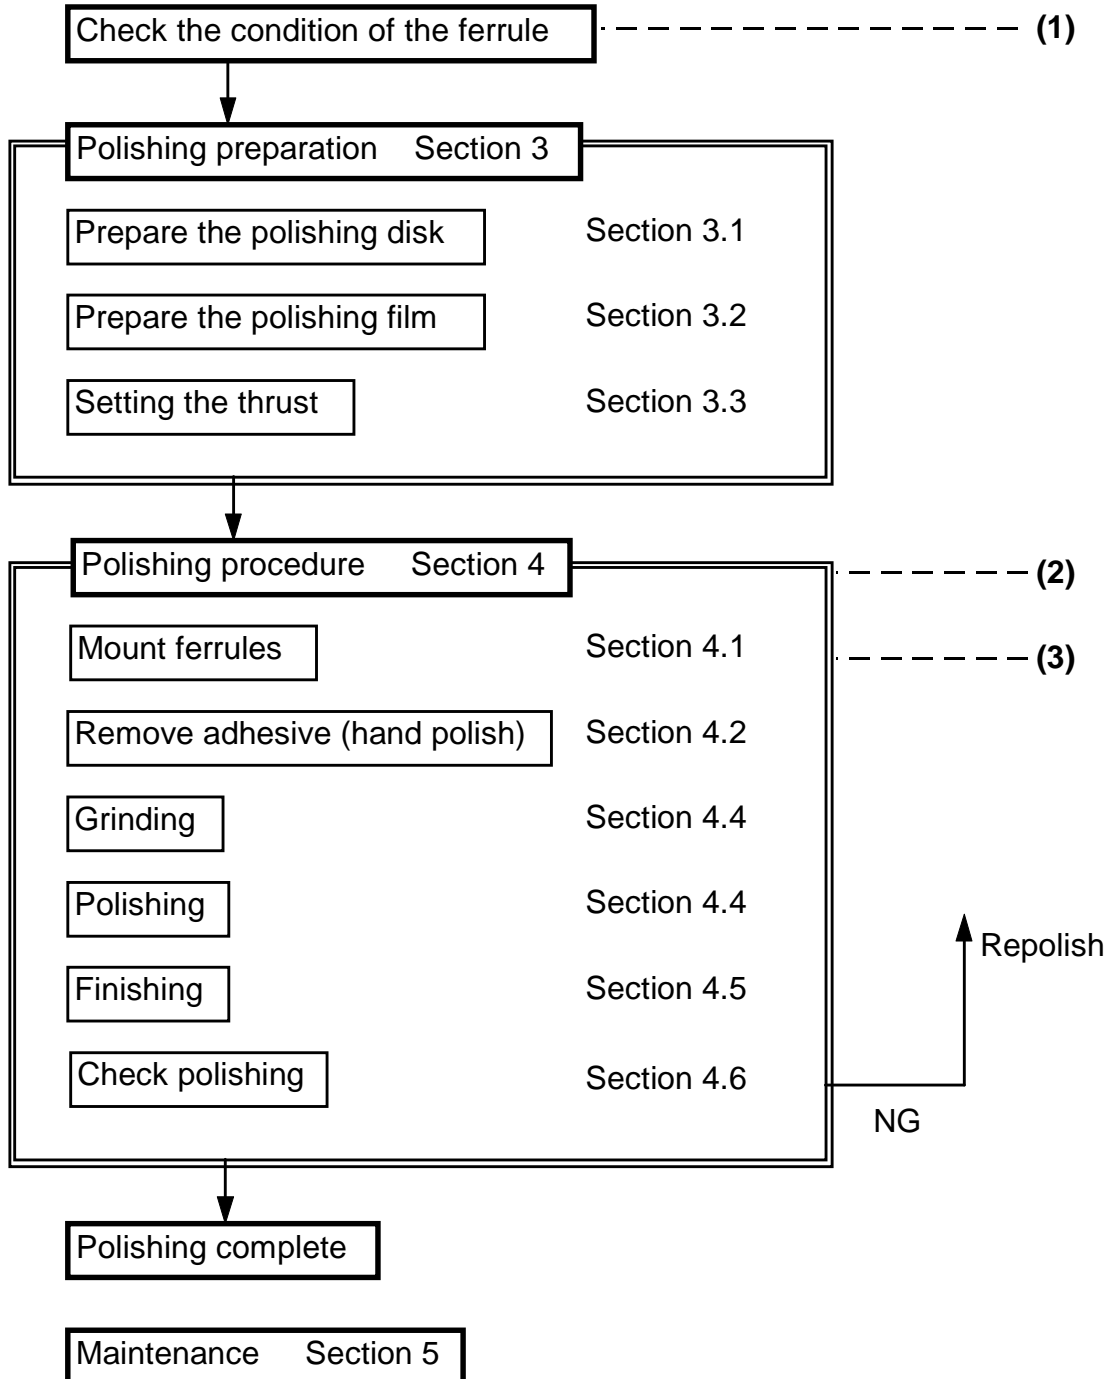 Check the condition of the ferrule (1)
Polishing preparation Section 3
Prepare the polishing disk Section 3.1
Prepare the polishing film Section 3.2
Setting the thrust Section 3.3
Polishing procedure Section 4 (2)
Mount ferrules Section 4.1 (3)
Remove adhesive (hand polish) Section 4.2
Grinding Section 4.4
Polishing Section 4.4
Repolish
Finishing Section 4.5
Check polishing Section 4.6
NG
Polishing complete
Maintenance Section 5